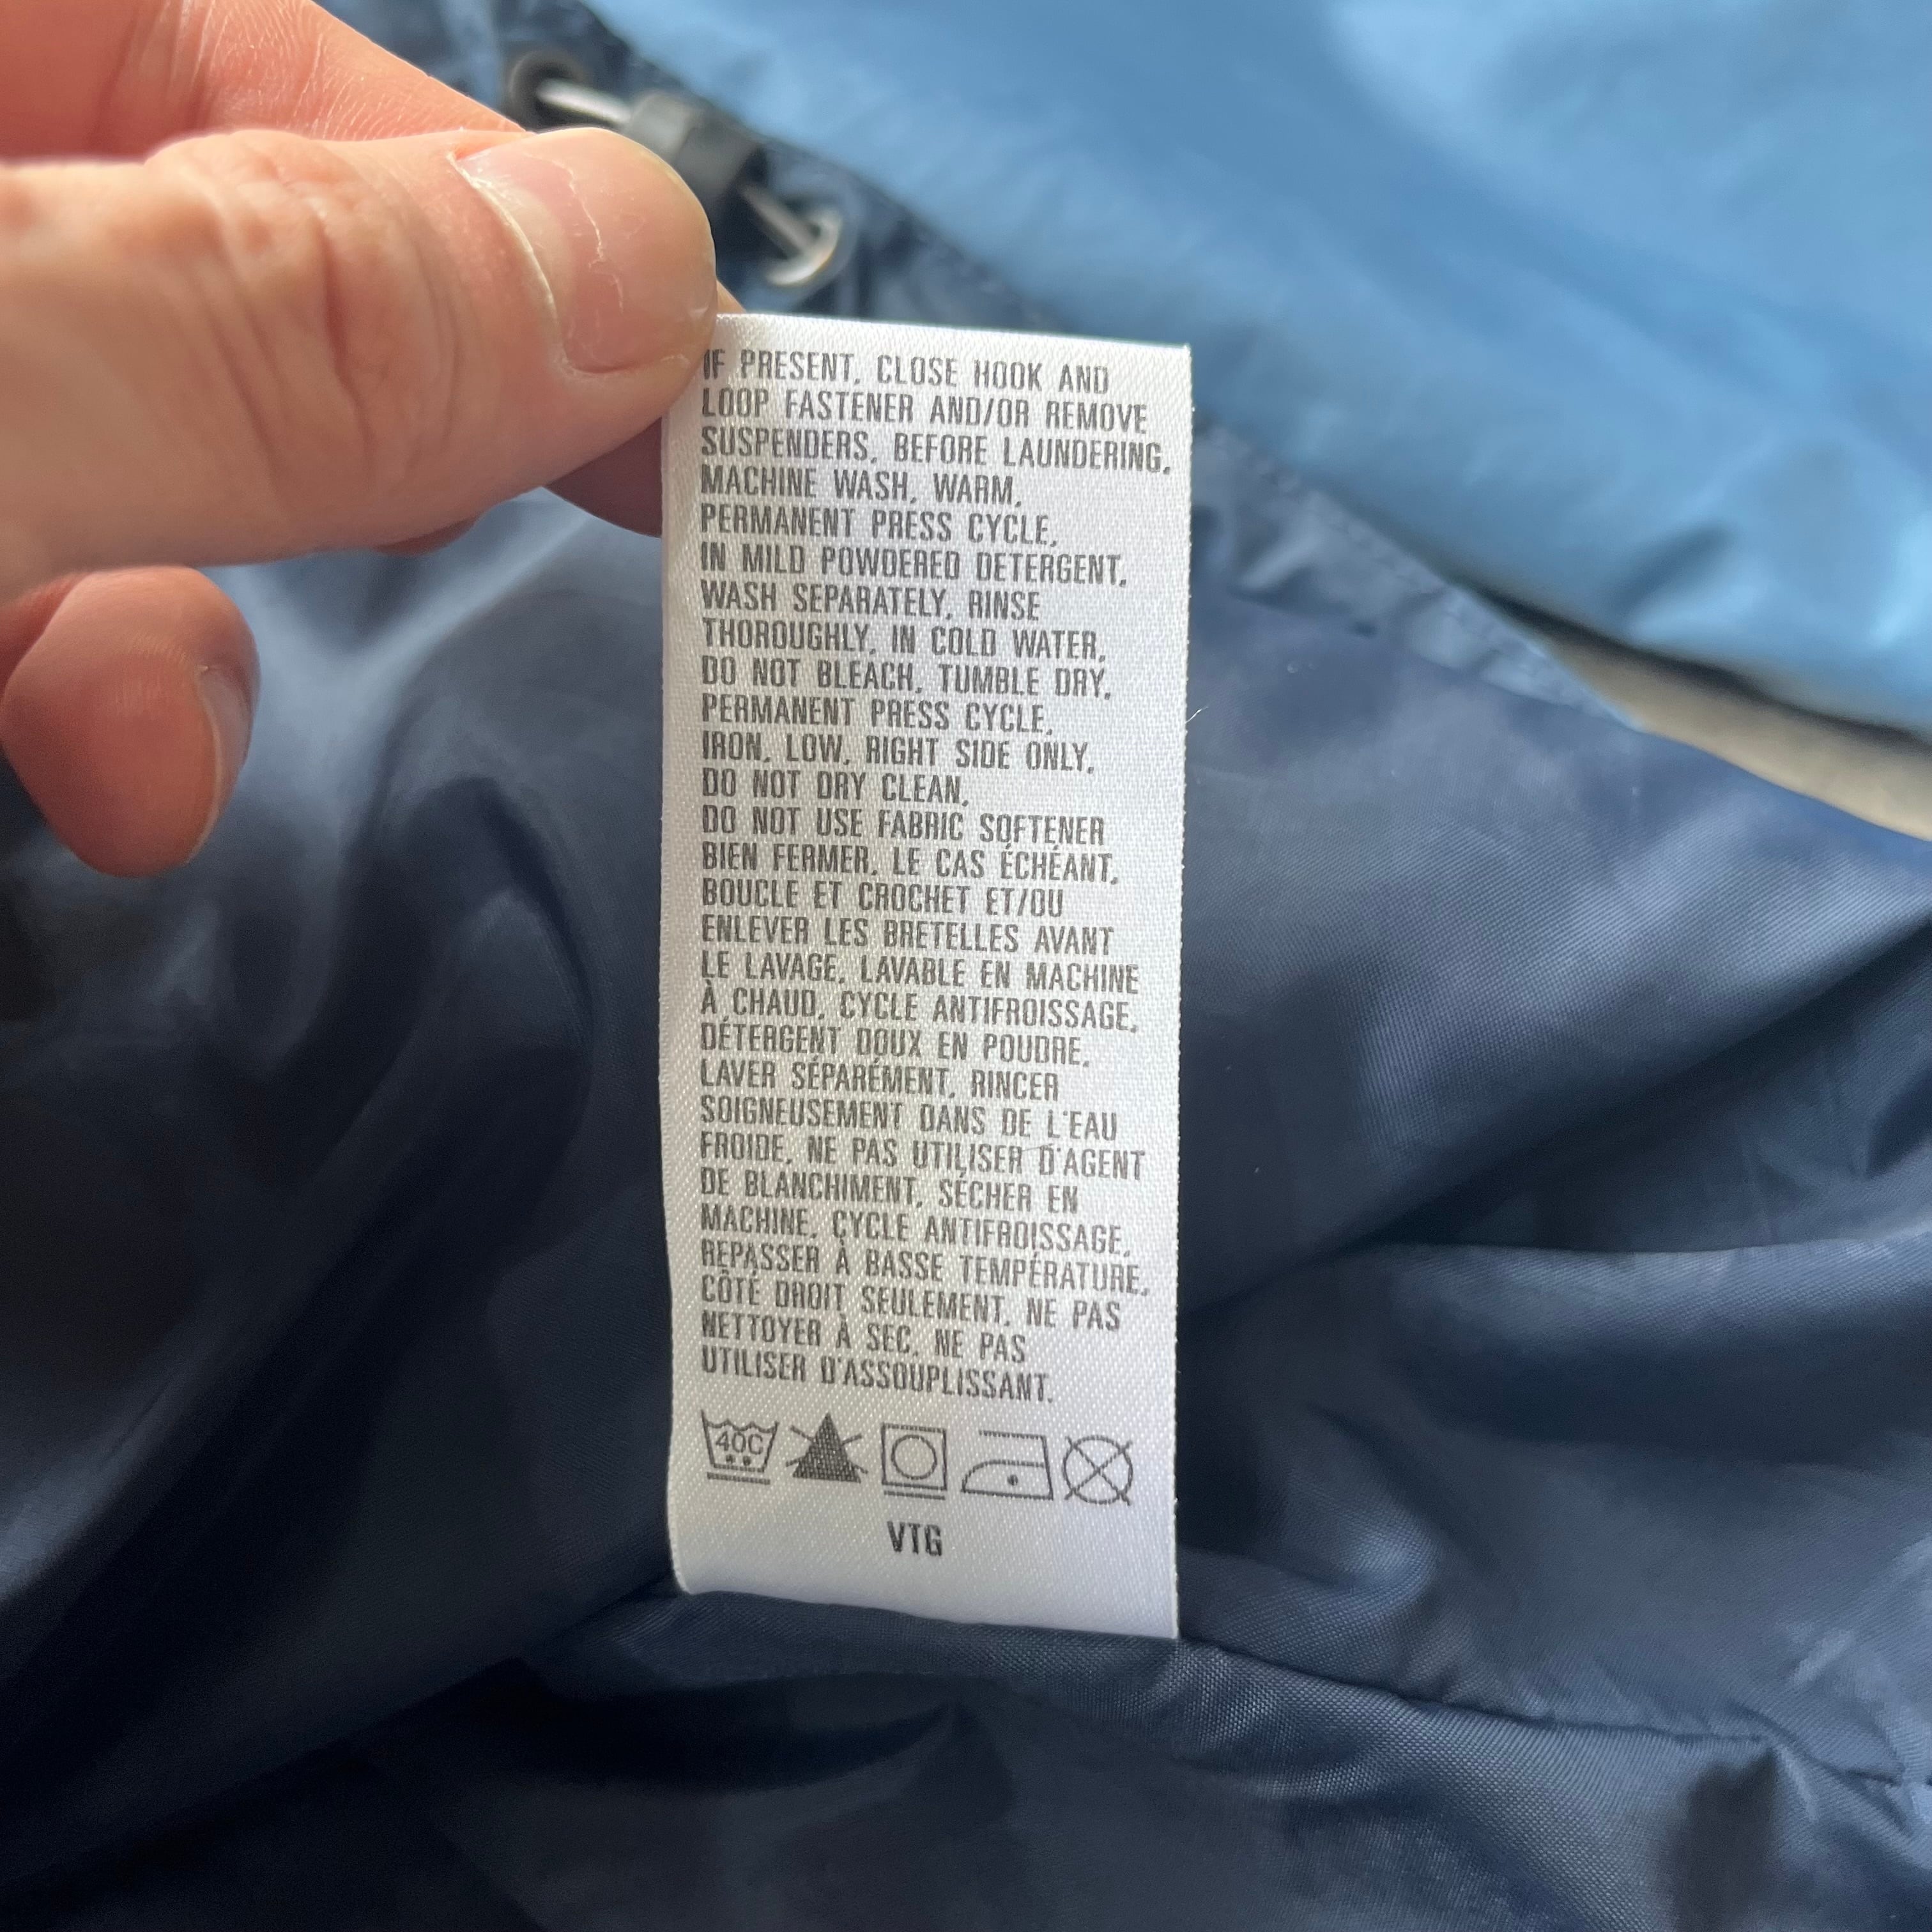 IF PRESENT, CLOSE HOOK AND
LOOP FASTENER AND/OR REMOVE
SUSPENDERS, BEFORE LAUNDERING,
MACHINE WASH, WARM,
PERMANENT PRESS CYCLE,
IN MILD POWDERED DETERGENT,
WASH SEPARATELY, RINSE
THOROUGHLY, IN COLD WATER,
DO NOT BLEACH, TUMBLE DRY,
PERMANENT PRESS CYCLE,
IRON, LOW, RIGHT SIDE ONLY,
DO NOT DRY CLEAN,
DO NOT USE FABRIC SOFTENER
BIEN FERMER, LE CAS ÉCHÉANT,
BOUCLE ET CROCHET ET/OU
ENLEVER LES BRETELLES AVANT
LE LAVAGE, LAVABLE EN MACHINE
À CHAUD, CYCLE ANTIFROISSAGE,
DÉTERGENT DOUX EN POUDRE,
LAVER SÉPARÉMENT, RINCER
SOIGNEUSEMENT DANS DE L'EAU
FROIDE, NE PAS UTILISER D'AGENT
DE BLANCHIMENT, SÉCHER EN
MACHINE, CYCLE ANTIFROISSAGE,
REPASSER À BASSE TEMPÉRATURE,
CÔTÉ DROIT SEULEMENT, NE PAS
NETTOYER À SEC, NE PAS
UTILISER D'ASSOUPLISSANT.
40C
VTG